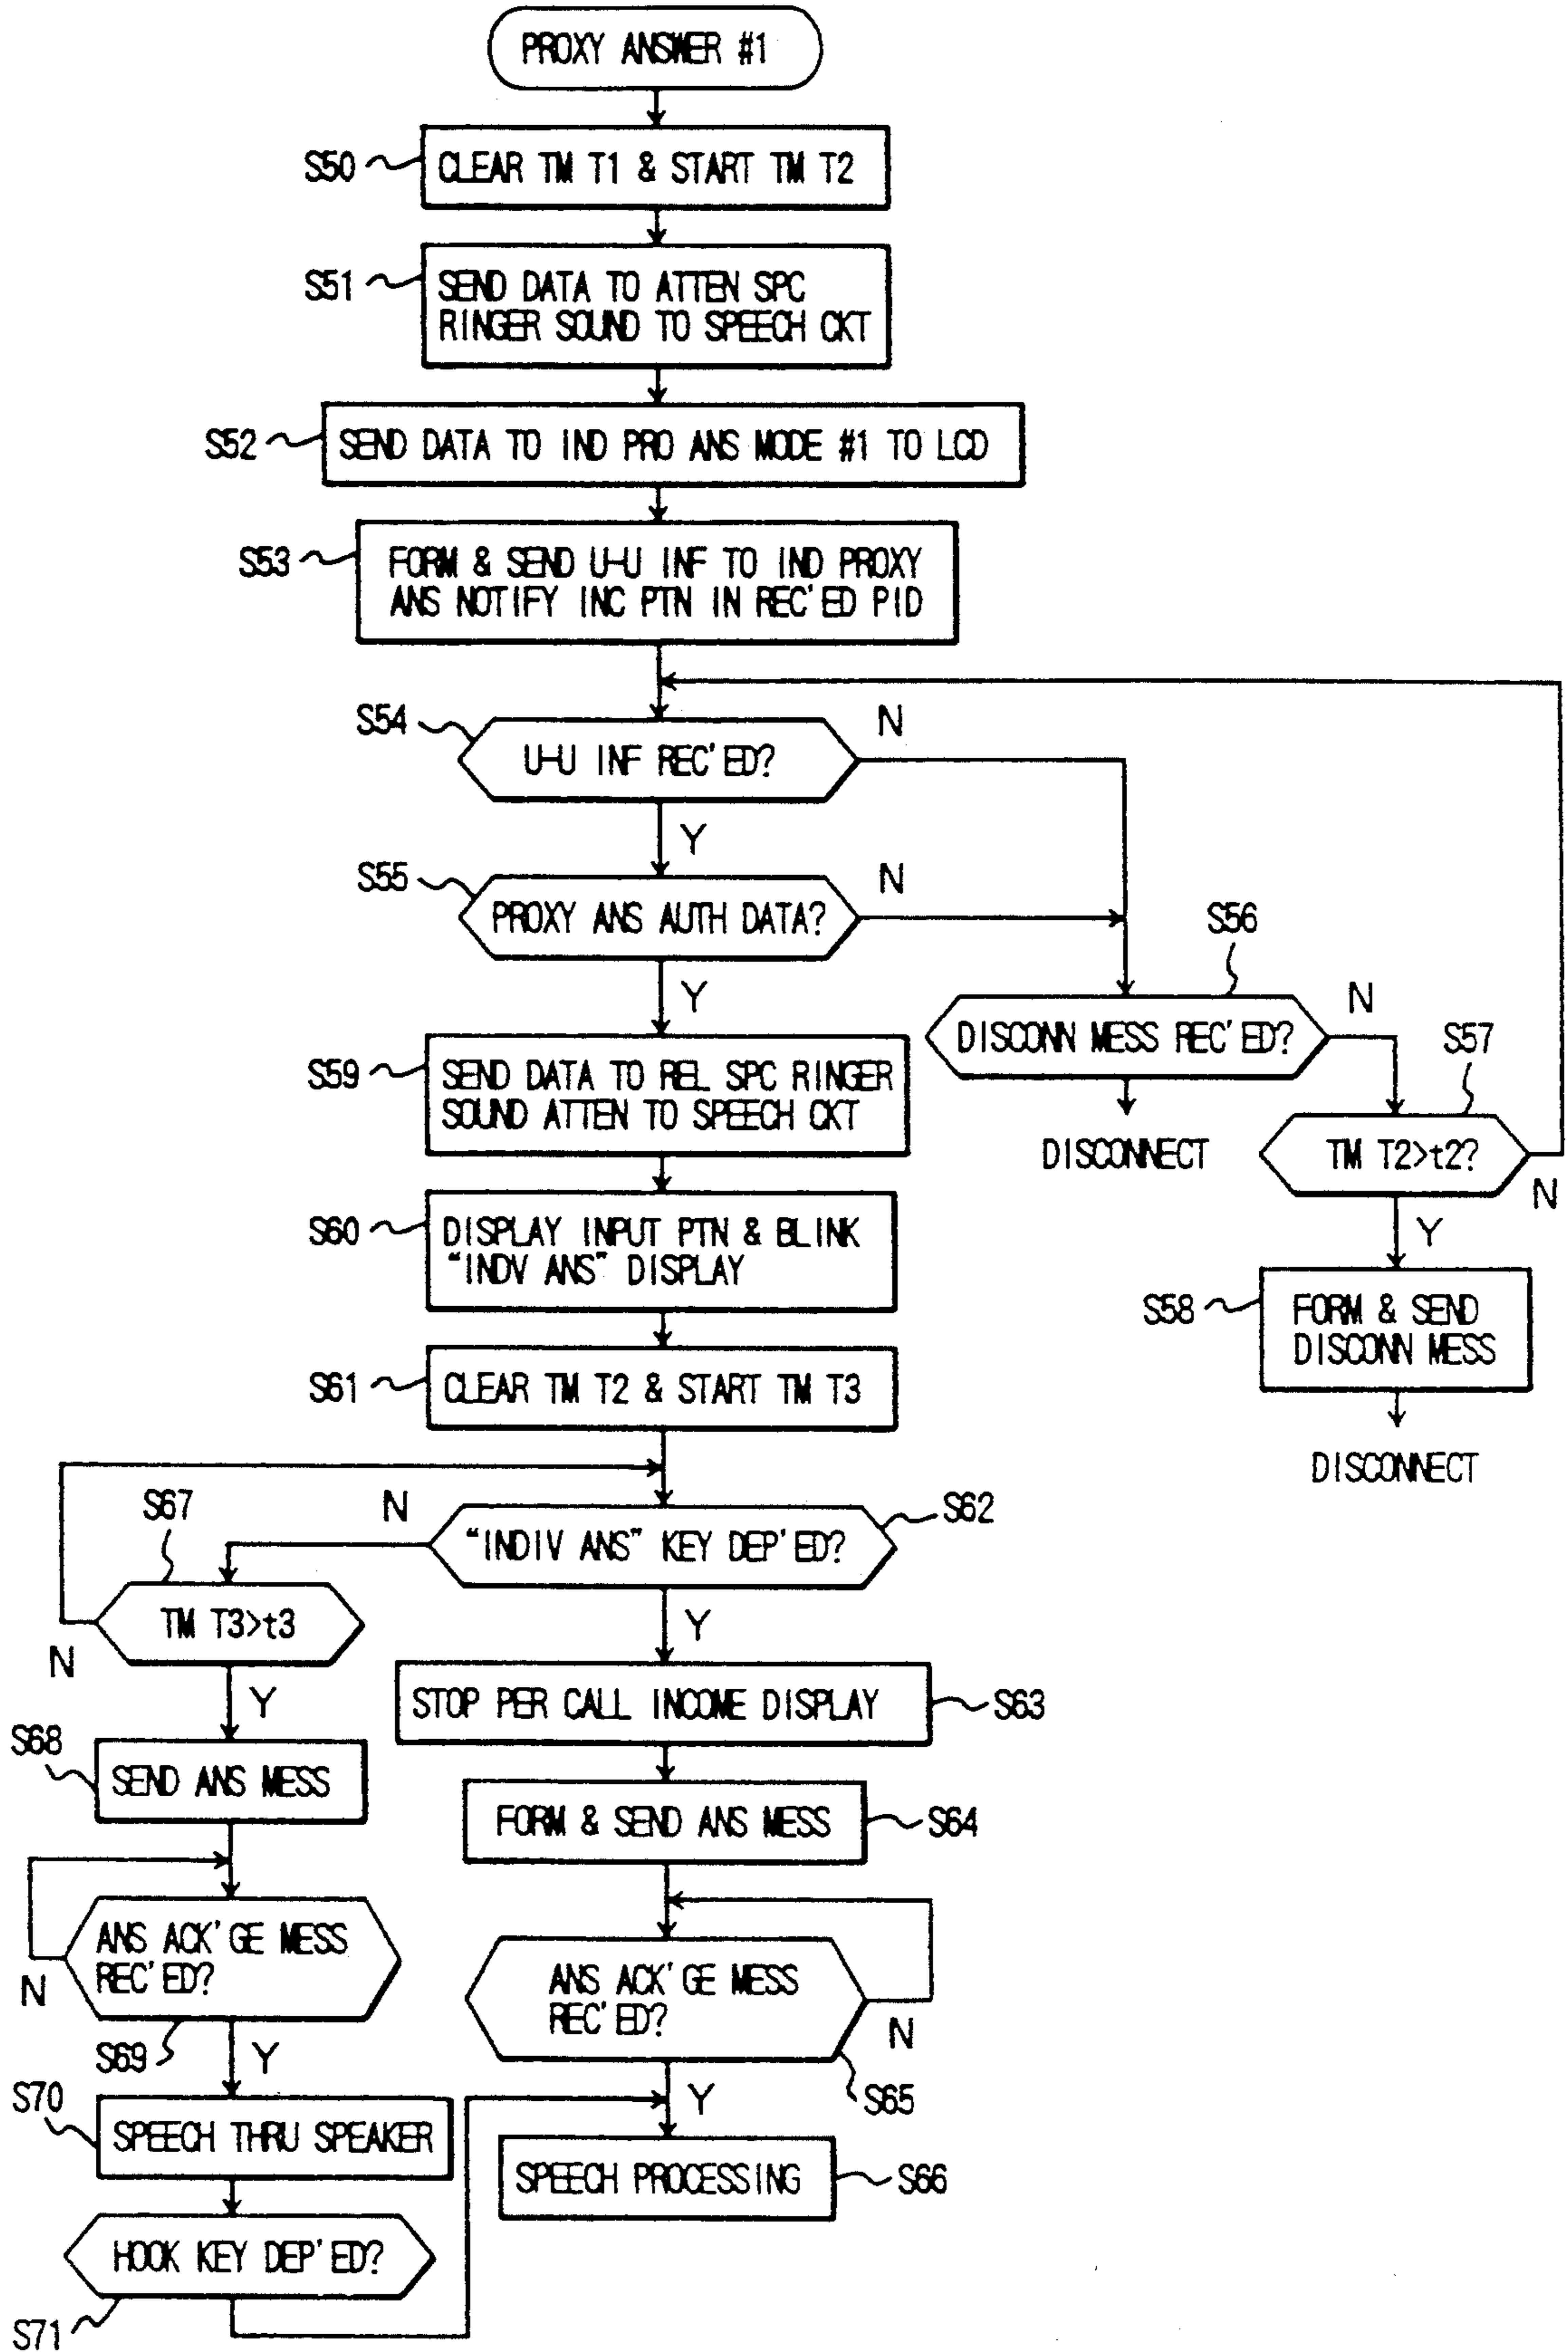 PROXY ANSWER #1
S50
CLEAR TM T1 & START TM T2
S51
SEND DATA TO ATTEN SPC
RINGER SOUND TO SPEECH CKT
S52
SEND DATA TO IND PRO ANS MODE #1 TO LCD
S53
FORM & SEND U-U INF TO IND PROXY
ANS NOTIFY INC PTN IN REC'ED PID
S54
U-U INF REC'ED?
N
Y
S55
PROXY ANS AUTH DATA?
N
Y
S56
DISCONN MESS REC'ED?
N
DISCONNECT
S57
TM T2>t2?
N
Y
S58
FORM & SEND
DISCONN MESS
DISCONNECT
S59
SEND DATA TO REL SPC RINGER
SOUND ATTEN TO SPEECH CKT
S60
DISPLAY INPUT PTN & BLINK
“INDV ANS” DISPLAY
S61
CLEAR TM T2 & START TM T3
S62
“INDIV ANS” KEY DEP'ED?
N
Y
S67
TM T3>t3
N
Y
S63
STOP PER CALL INCOME DISPLAY
S68
SEND ANS MESS
S64
FORM & SEND ANS MESS
ANS ACK'GE MESS
REC'ED?
N
S69
Y
ANS ACK'GE MESS
REC'ED?
N
S65
Y
S70
SPEECH THRU SPEAKER
SPEECH PROCESSING
S66
HOOK KEY DEP'ED?
S71